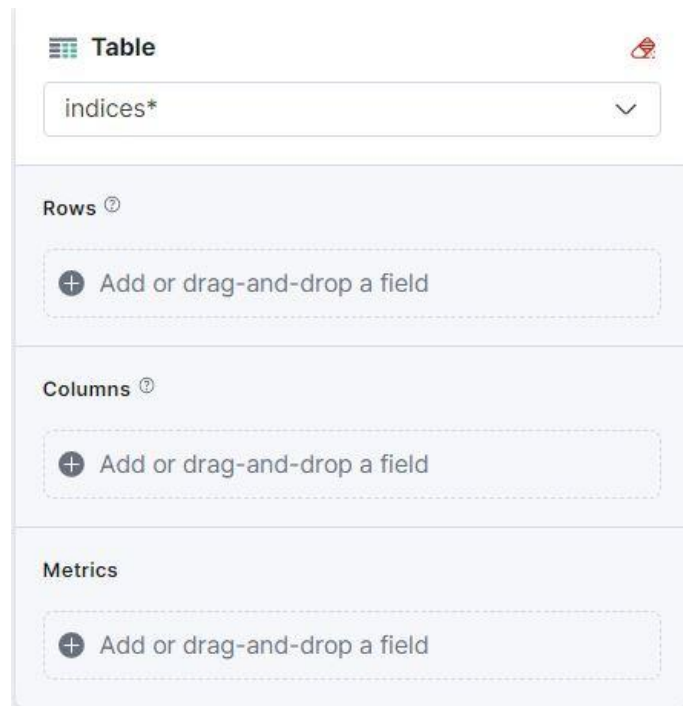 Table
indices*
Rows
Add or drag-and-drop a field
Columns
Add or drag-and-drop a field
Metrics
Add or drag-and-drop a field